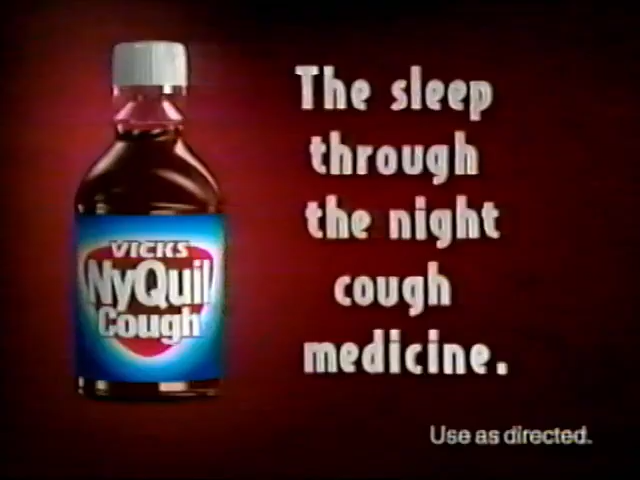 VICKS
NyQuil
Cough
The sleep
through
the night
cough
medicine.
Use as directed.